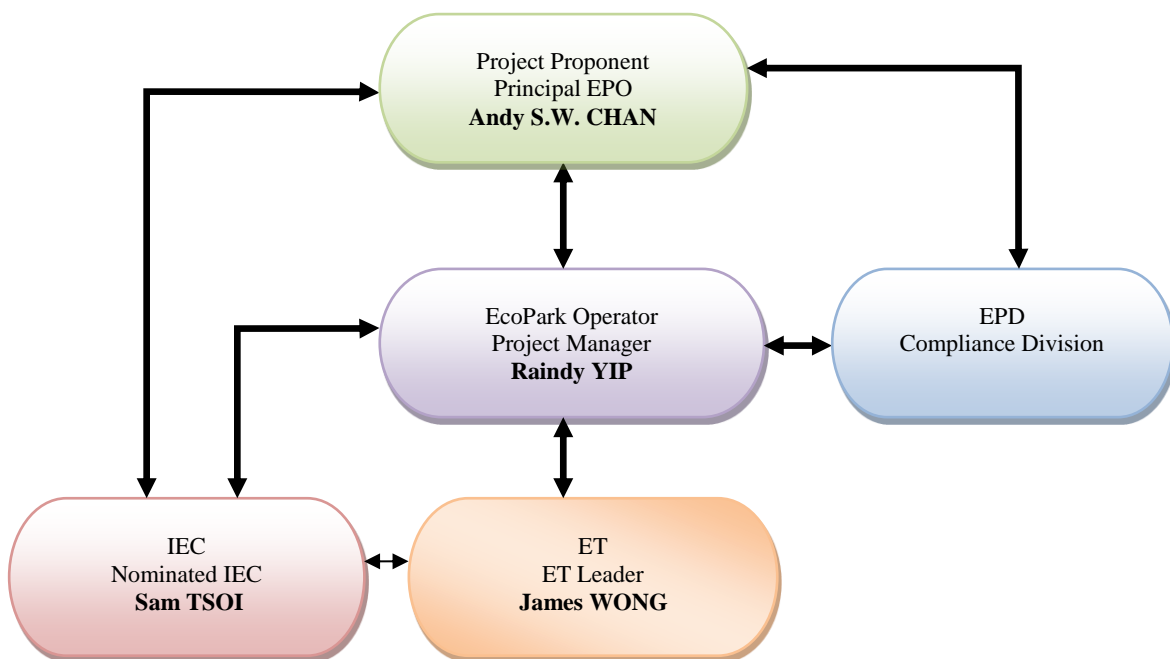 Project Proponent
Principal EPO
Andy S.W. CHAN
EcoPark Operator
Project Manager
Raindy YIP
EPD
Compliance Division
IEC
Nominated IEC
Sam TSOI
ET
ET Leader
James WONG